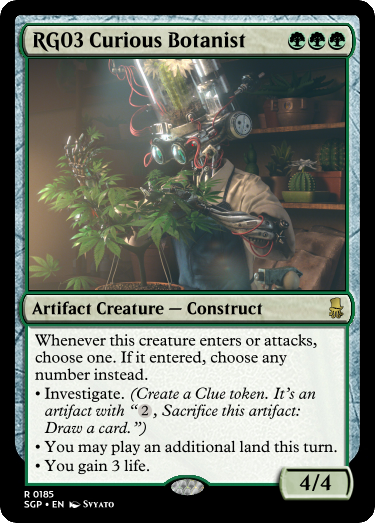 RG03 Curious Botanist
Artifact Creature — Construct
Whenever this creature enters or attacks,
choose one. If it entered, choose any
number instead.
• Investigate. (Create a Clue token. It's an
artifact with “2, Sacrifice this artifact:
Draw a card.”)
• You may play an additional land this turn.
• You gain 3 life.
4/4
R 0185
SGP • EN Svyato